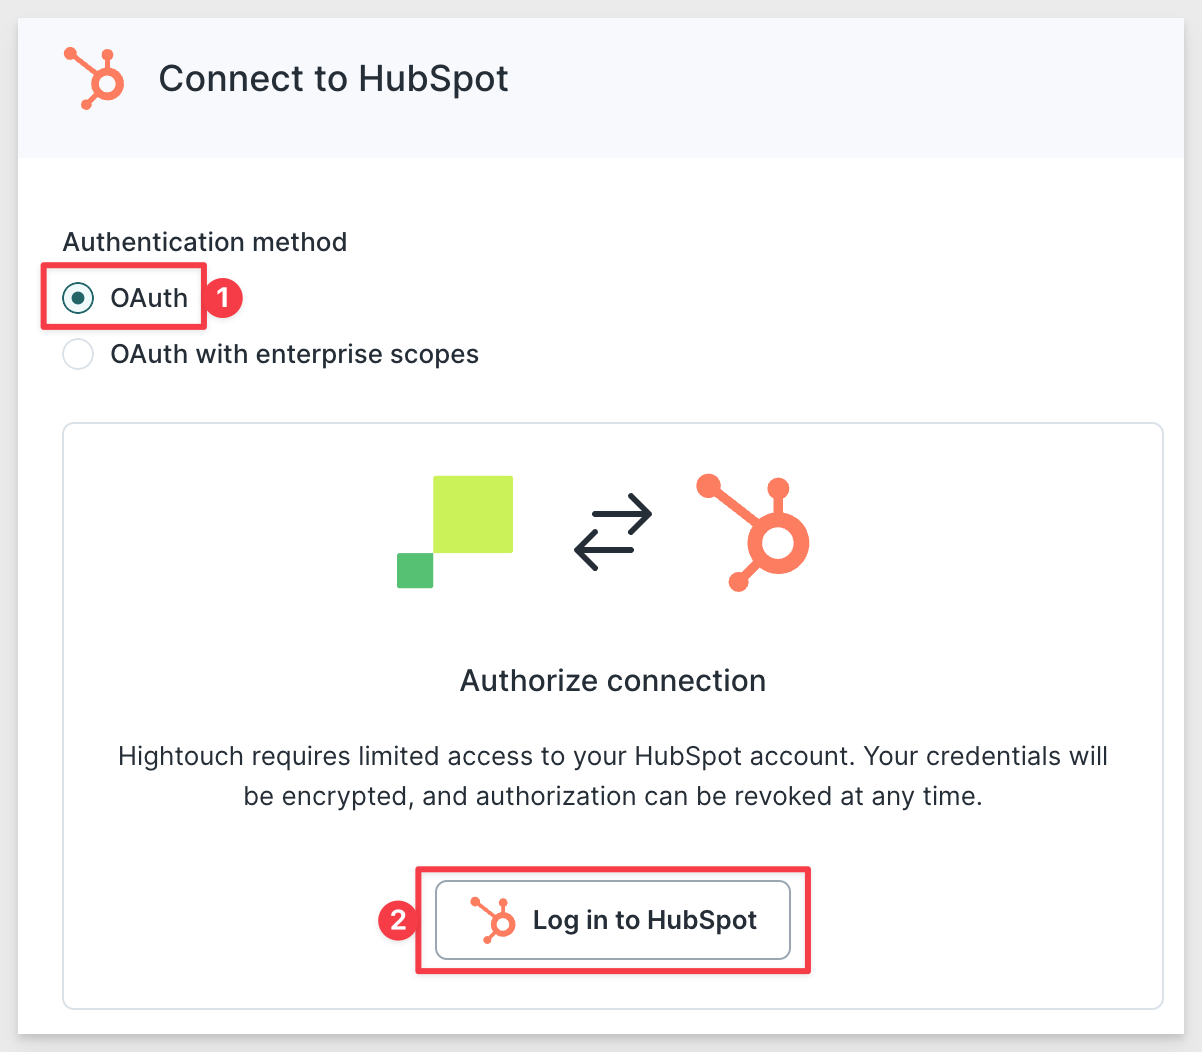 Connect to HubSpot
Authentication method
OAuth 1
OAuth with enterprise scopes
Authorize connection
Hightouch requires limited access to your HubSpot account. Your credentials will
be encrypted, and authorization can be revoked at any time.
2 Log in to HubSpot